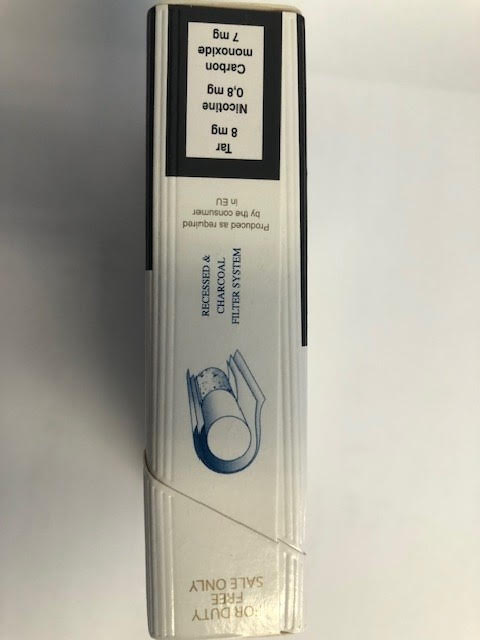 FOR DUTY
FREE
SALE ONLY
RECESSED &
CHARCOAL
FILTER SYSTEM
Produced as required
by the consumer
in EU
Tar
8 mg
Nicotine
0,8 mg
Carbon
monoxide
7 mg